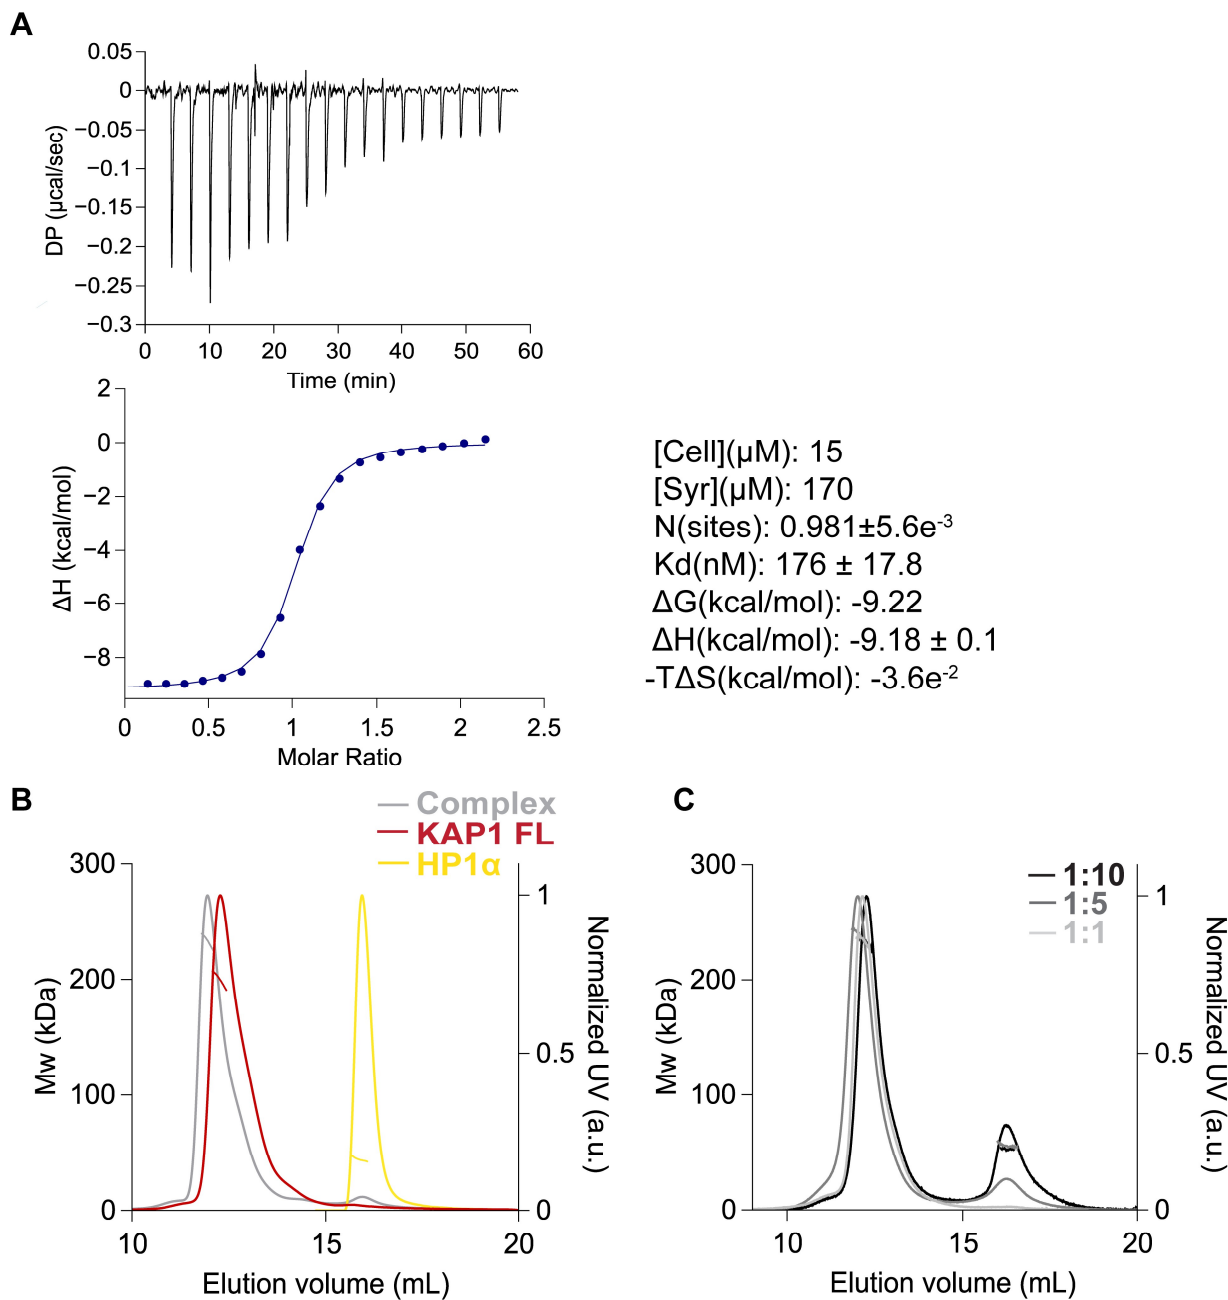 A
0.05
0
−0.05
−0.1
−0.15
−0.2
−0.25
−0.3
DP (µcal/sec)
0 10 20 30 40 50 60
Time (min)
2
0
−2
−4
−6
−8
ΔH (kcal/mol)
0 0.5 1 1.5 2 2.5
Molar Ratio
[Cell](µM): 15
[Syr](µM): 170
N(sites): 0.981±5.6e-3
Kd(nM): 176 ± 17.8
ΔG(kcal/mol): -9.22
ΔH(kcal/mol): -9.18 ± 0.1
-TΔS(kcal/mol): -3.6e-2
B
Complex
KAP1 FL
HP1α
300
200
100
0
Mw (kDa)
1
0.5
0
Normalized UV (a.u.)
10 15 20
Elution volume (mL)
C
1:10
1:5
1:1
300
200
100
0
Mw (kDa)
1
0.5
0
Normalized UV (a.u.)
10 15 20
Elution volume (mL)